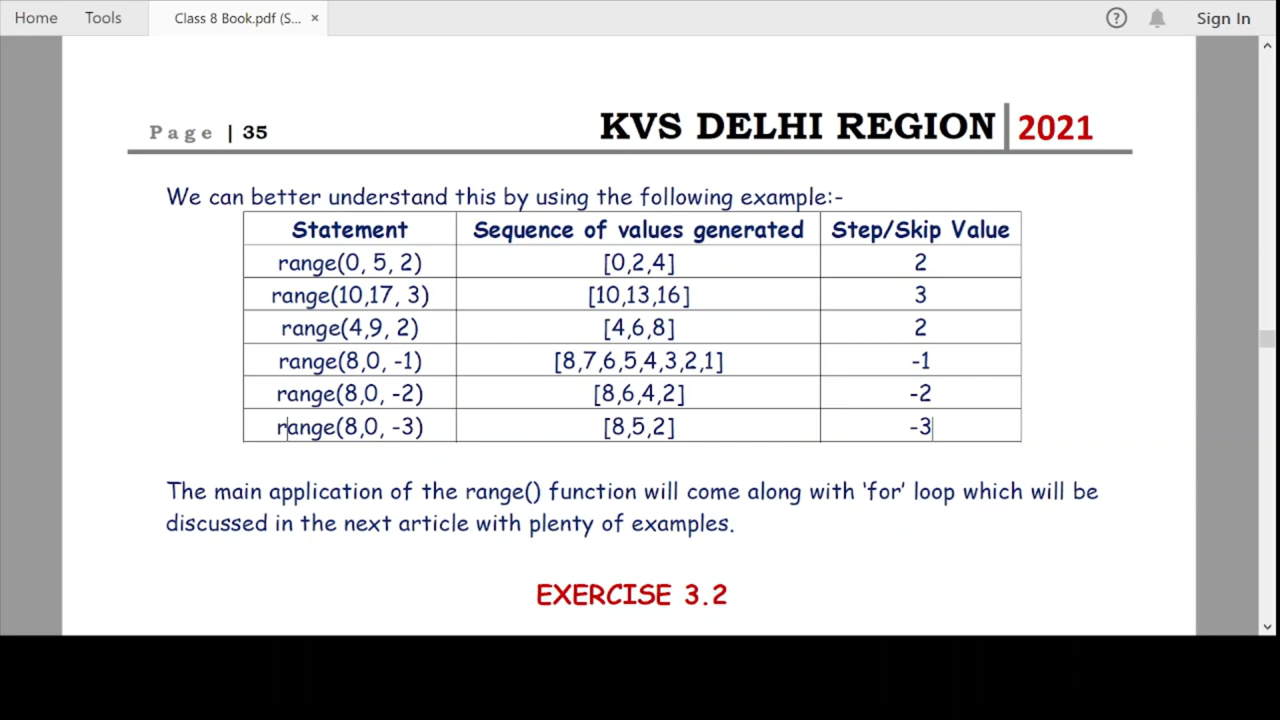 Home Tools Class 8 Book.pdf (S... × ? Sign In
Page | 35 KVS DELHI REGION 2021
We can better understand this by using the following example:-
Statement Sequence of values generated Step/Skip Value
range(0, 5, 2) [0,2,4] 2
range(10,17, 3) [10,13,16] 3
range(4,9, 2) [4,6,8] 2
range(8,0, -1) [8,7,6,5,4,3,2,1] -1
range(8,0, -2) [8,6,4,2] -2
range(8,0, -3) [8,5,2] -3
The main application of the range() function will come along with ‘for’ loop which will be
discussed in the next article with plenty of examples.
EXERCISE 3.2